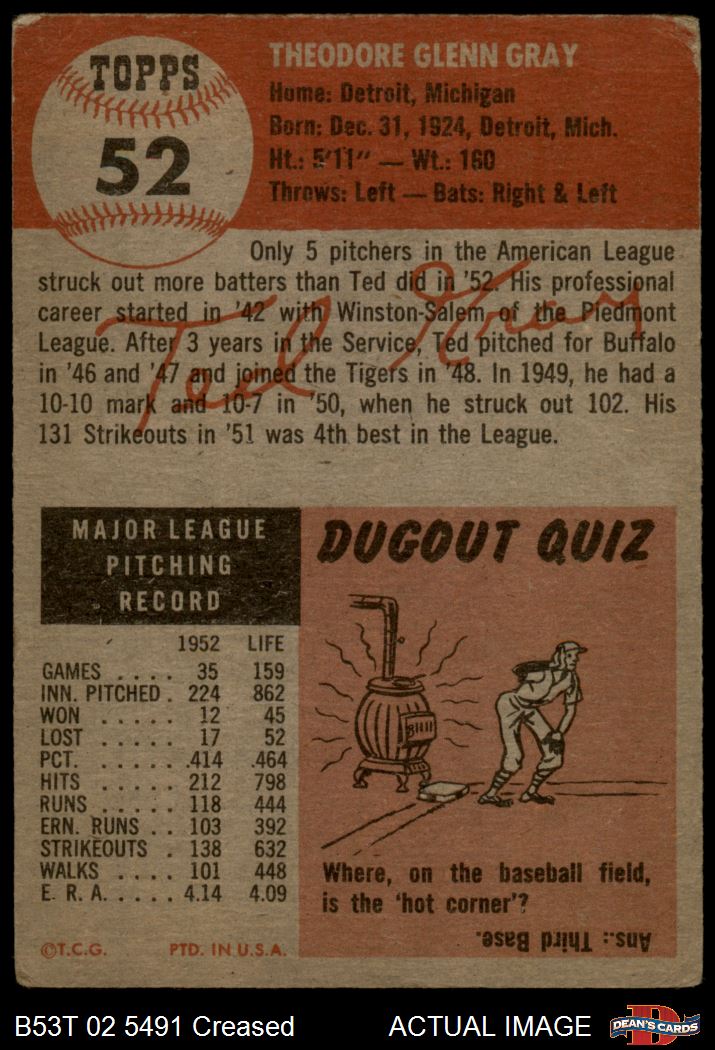 TOPPS
52
THEODORE GLENN GRAY
Home: Detroit, Michigan
Born: Dec. 31, 1924, Detroit, Mich.
Ht.: 5'11" — Wt.: 160
Throws: Left — Bats: Right & Left
Only 5 pitchers in the American League
struck out more batters than Ted did in '52. His professional
career started in '42 with Winston-Salem of the Piedmont
League. After 3 years in the Service, Ted pitched for Buffalo
in '46 and '47 and joined the Tigers in '48. In 1949, he had a
10-10 mark and 10-7 in '50, when he struck out 102. His
131 Strikeouts in '51 was 4th best in the League.
Ted Gray
MAJOR LEAGUE
PITCHING
RECORD
1952 LIFE
GAMES .... 35 159
INN. PITCHED . 224 862
WON ..... 12 45
LOST ..... 17 52
PCT. ..... .414 .464
HITS ..... 212 798
RUNS ..... 118 444
ERN. RUNS .. 103 392
STRIKEOUTS . 138 632
WALKS .... 101 448
E. R. A. .... 4.14 4.09
©T.C.G. PTD. IN U.S.A.
DUGOUT QUIZ
Where, on the baseball field,
is the 'hot corner'?
Ans.: Third Base.
B53T 02 5491 Creased ACTUAL IMAGE
D
DEAN'S CARDS